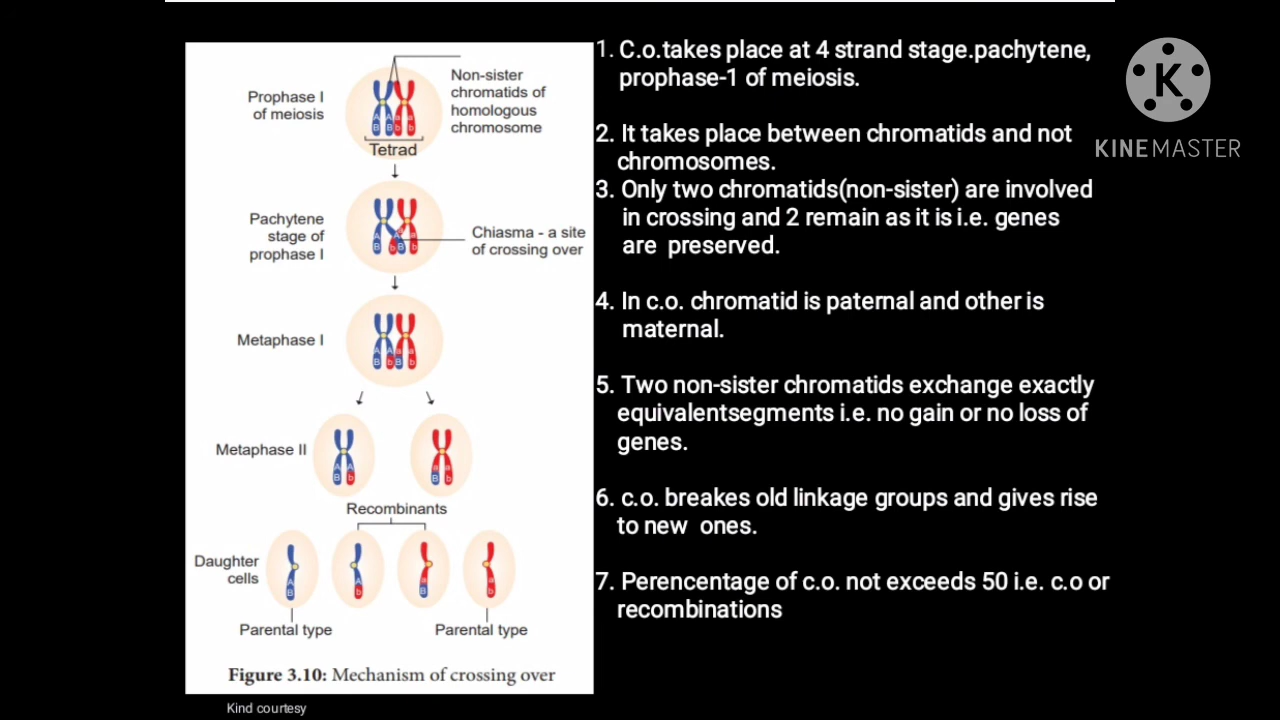 Prophase I
of meiosis
Non-sister
chromatids of
homologous
chromosome
A A a a
B B b b
Tetrad
Pachytene
stage of
prophase I
Chiasma - a site
of crossing over
A A a a
B b B b
Metaphase I
A A a a
B b B b
Metaphase II
A A a a
B b B b
Recombinants
Daughter
cells
A A a a
B b B b
Parental type
Parental type
Figure 3.10: Mechanism of crossing over
Kind courtesy
1. C.o.takes place at 4 strand stage.pachytene,
prophase-1 of meiosis.
2. It takes place between chromatids and not
chromosomes.
3. Only two chromatids(non-sister) are involved
in crossing and 2 remain as it is i.e. genes
are preserved.
4. In c.o. chromatid is paternal and other is
maternal.
5. Two non-sister chromatids exchange exactly
equivalentsegments i.e. no gain or no loss of
genes.
6. c.o. breakes old linkage groups and gives rise
to new ones.
7. Perencentage of c.o. not exceeds 50 i.e. c.o or
recombinations
K
KINEMASTER